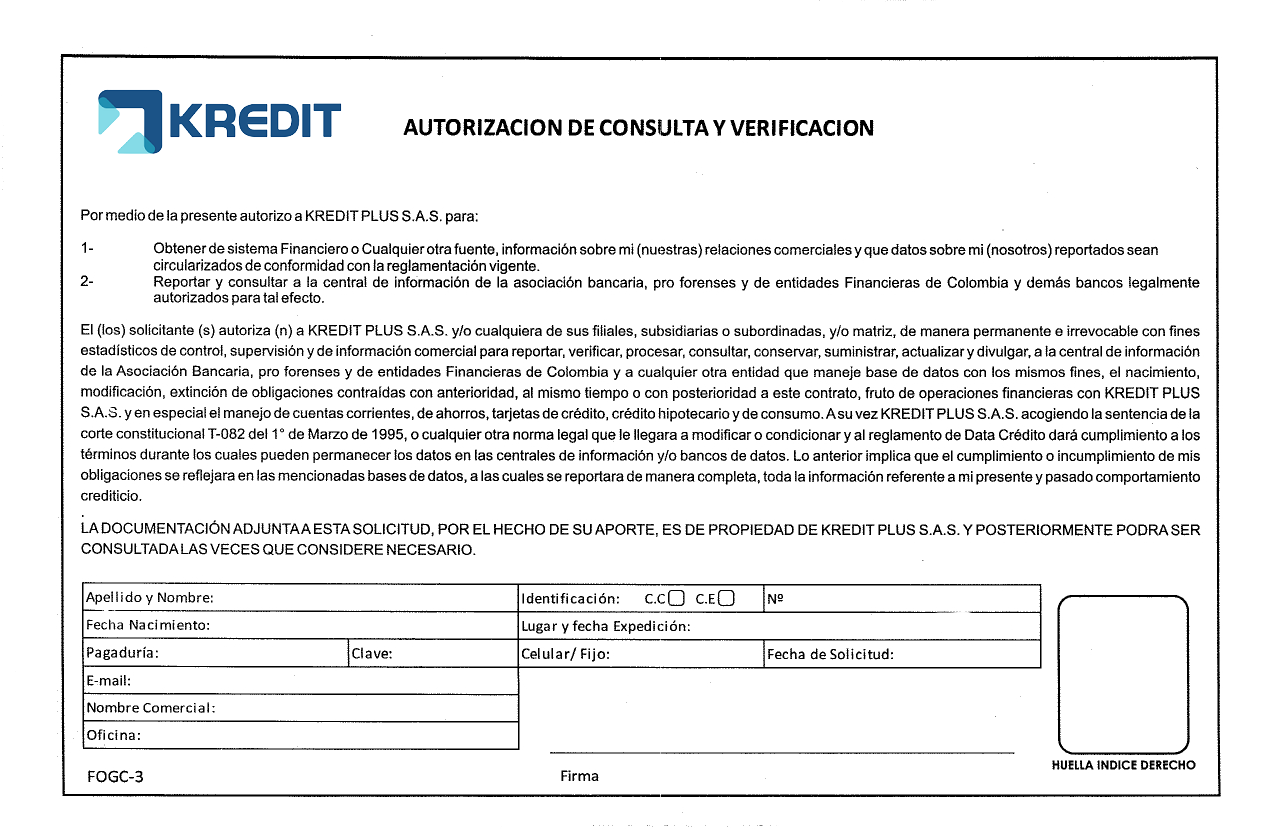 KREDIT
AUTORIZACION DE CONSULTA Y VERIFICACION
Por medio de la presente autorizo a KREDIT PLUS S.A.S. para:
1- Obtener de sistema Financiero o Cualquier otra fuente, información sobre mi (nuestras) relaciones comerciales y que datos sobre mi (nosotros) reportados sean
circularizados de conformidad con la reglamentación vigente.
2- Reportar y consultar a la central de información de la asociación bancaria, pro forenses y de entidades Financieras de Colombia y demás bancos legalmente
autorizados para tal efecto.
El (los) solicitante (s) autoriza (n) a KREDIT PLUS S.A.S. y/o cualquiera de sus filiales, subsidiarias o subordinadas, y/o matriz, de manera permanente e irrevocable con fines
estadísticos de control, supervisión y de información comercial para reportar, verificar, procesar, consultar, conservar, suministrar, actualizar y divulgar, a la central de información
de la Asociación Bancaria, pro forenses y de entidades Financieras de Colombia y a cualquier otra entidad que maneje base de datos con los mismos fines, el nacimiento,
modificación, extinción de obligaciones contraídas con anterioridad, al mismo tiempo o con posterioridad a este contrato, fruto de operaciones financieras con KREDIT PLUS
S.A.S. y en especial el manejo de cuentas corrientes, de ahorros, tarjetas de crédito, crédito hipotecario y de consumo. A su vez KREDIT PLUS S.A.S. acogiendo la sentencia de la
corte constitucional T-082 del 1° de Marzo de 1995, o cualquier otra norma legal que le llegara a modificar o condicionar y al reglamento de Data Crédito dará cumplimiento a los
términos durante los cuales pueden permanecer los datos en las centrales de información y/o bancos de datos. Lo anterior implica que el cumplimiento o incumplimiento de mis
obligaciones se reflejara en las mencionadas bases de datos, a las cuales se reportara de manera completa, toda la información referente a mi presente y pasado comportamiento
crediticio.
LA DOCUMENTACIÓN ADJUNTA A ESTA SOLICITUD, POR EL HECHO DE SU APORTE, ES DE PROPIEDAD DE KREDIT PLUS S.A.S. Y POSTERIORMENTE PODRA SER
CONSULTADA LAS VECES QUE CONSIDERE NECESARIO.
Apellido y Nombre: Identificación: C.C C.E Nº
Fecha Nacimiento: Lugar y fecha Expedición:
Pagaduría: Clave: Celular/ Fijo: Fecha de Solicitud:
E-mail:
Nombre Comercial:
Oficina:
HUELLA INDICE DERECHO
FOGC-3 Firma